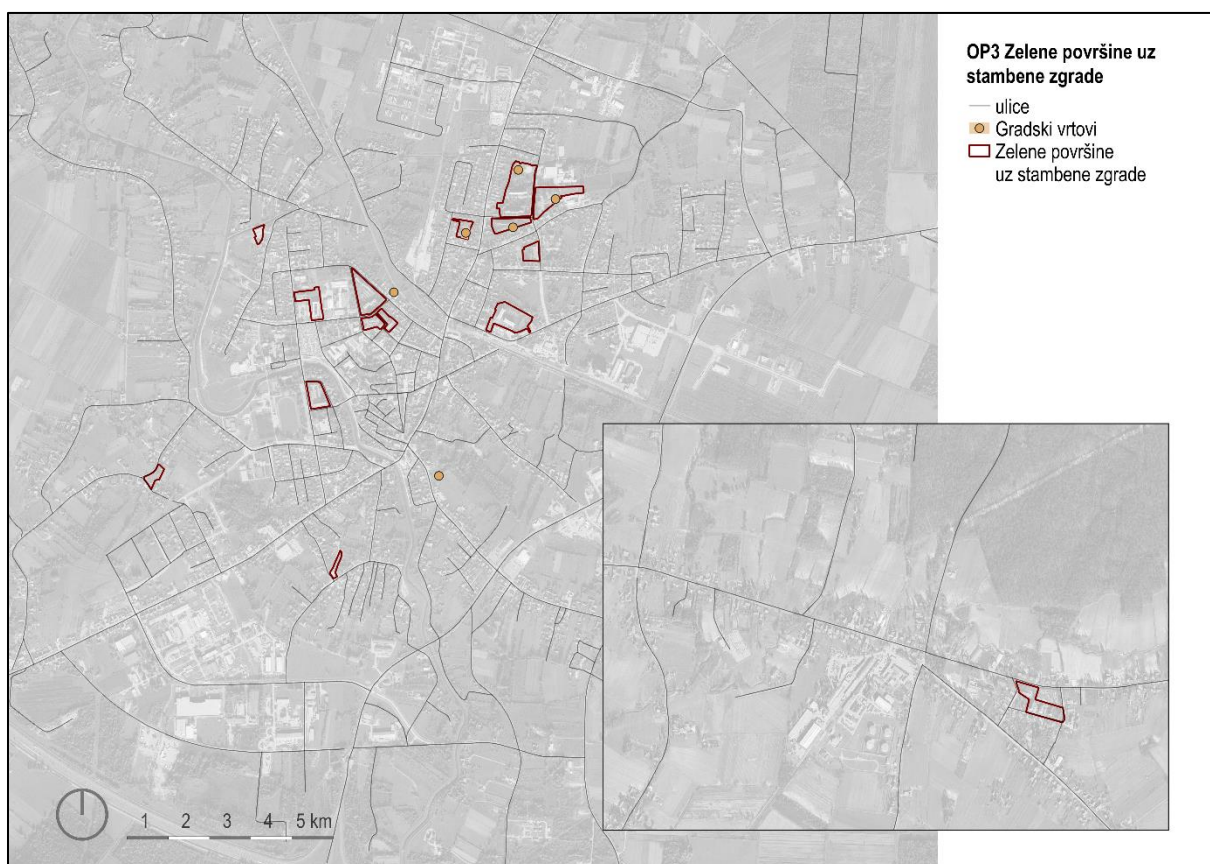 OP3 Zelene površine uz
stambene zgrade
ulice
Gradski vrtovi
Zelene površine
uz stambene zgrade
1 2 3 4 5 km